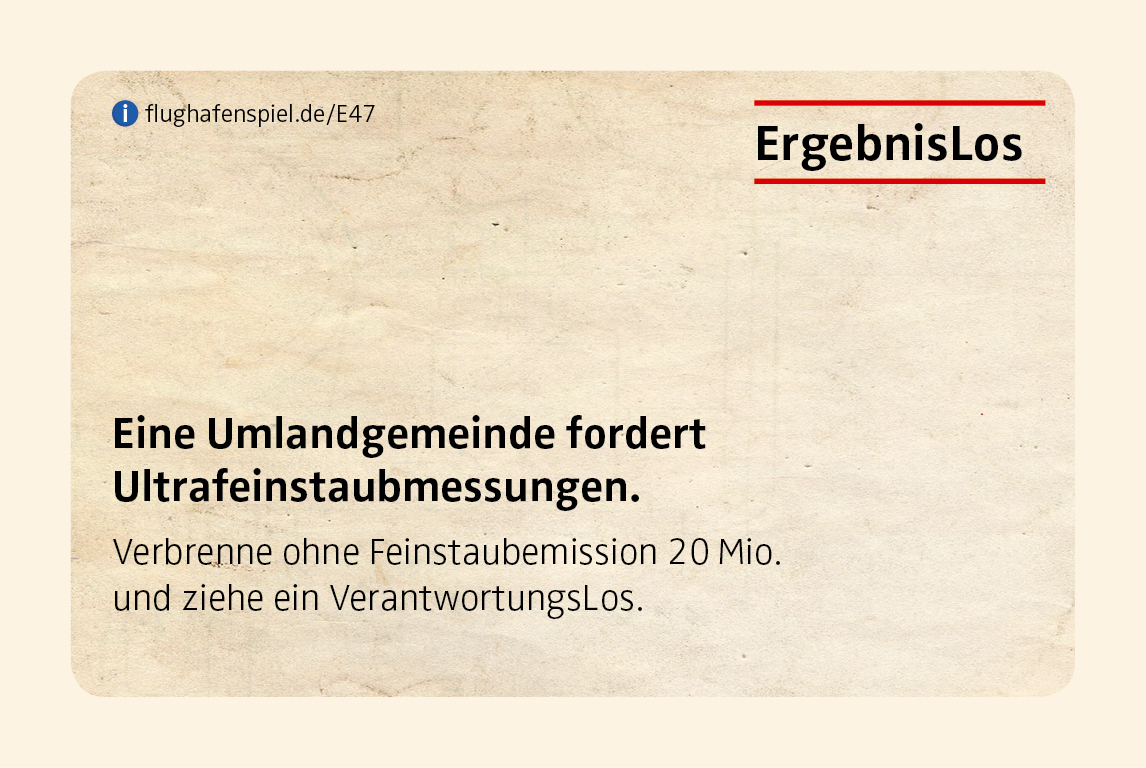 i flughafenspiel.de/E47
ErgebnisLos
Eine Umlandgemeinde fordert
Ultrafeinstaubmessungen.
Verbrenne ohne Feinstaubemission 20 Mio.
und ziehe ein VerantwortungsLos.